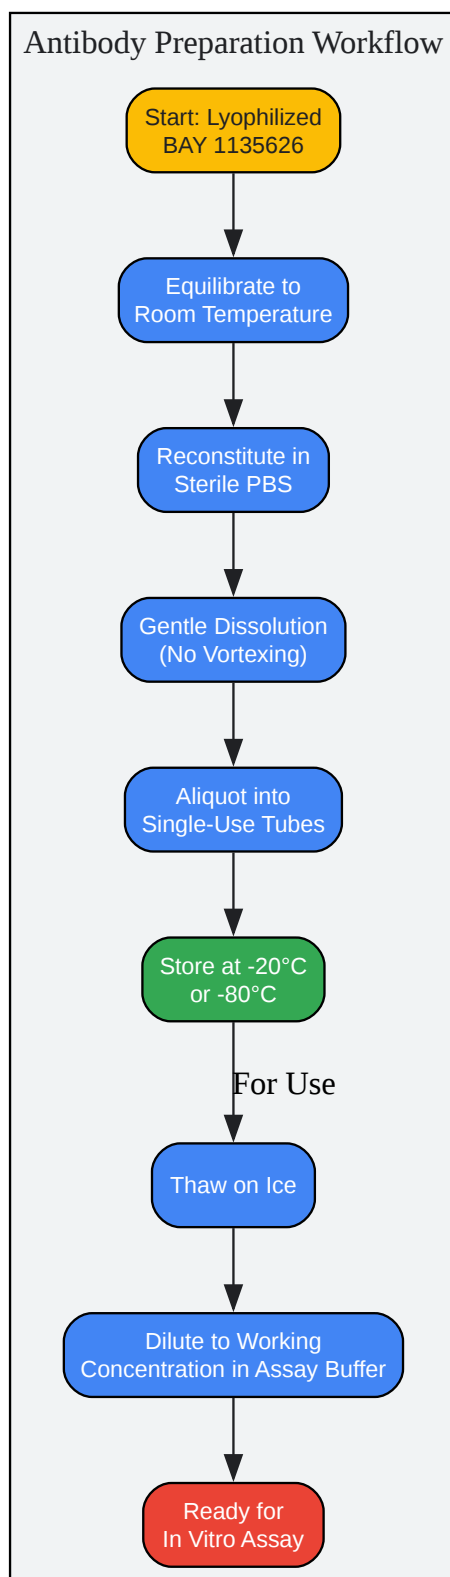 Antibody Preparation Workflow
Start: Lyophilized
BAY 1135626
Equilibrate to
Room Temperature
Reconstitute in
Sterile PBS
Gentle Dissolution
(No Vortexing)
Aliquot into
Single-Use Tubes
Store at -20°C
or -80°C
For Use
Thaw on Ice
Dilute to Working
Concentration in Assay Buffer
Ready for
In Vitro Assay